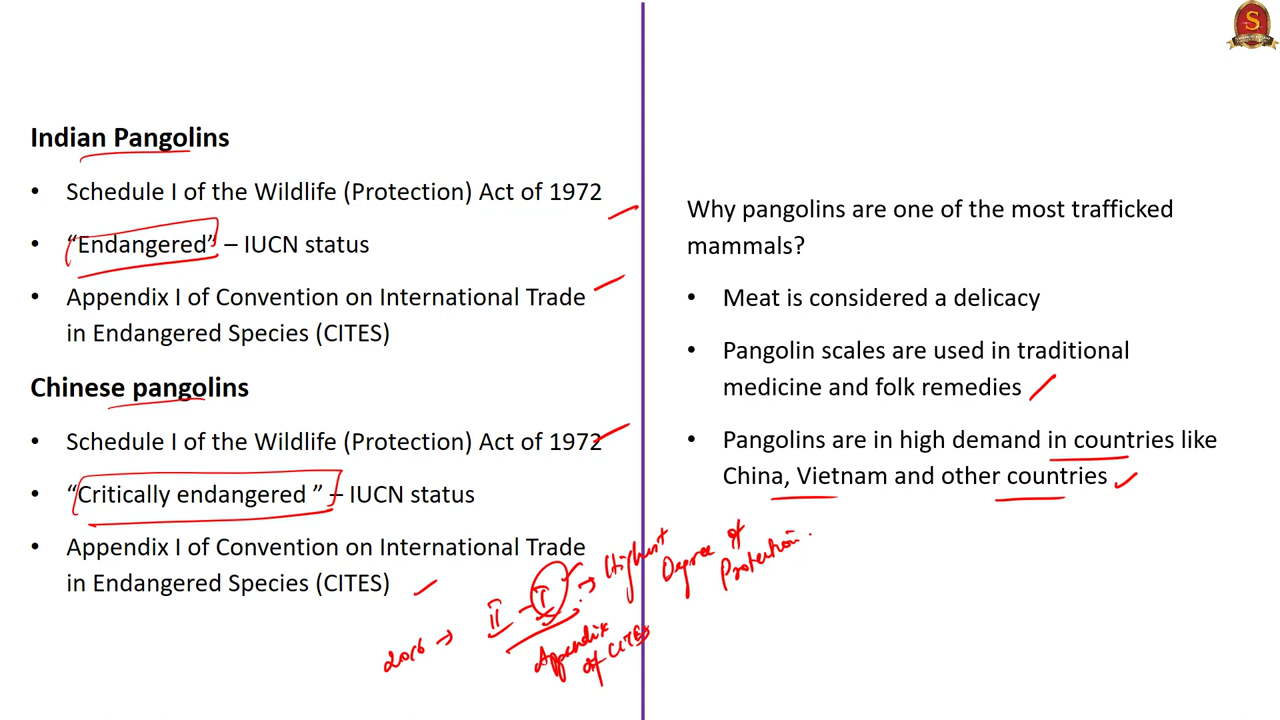 Indian Pangolins
• Schedule I of the Wildlife (Protection) Act of 1972
• “Endangered” – IUCN status
• Appendix I of Convention on International Trade
in Endangered Species (CITES)
Chinese pangolins
• Schedule I of the Wildlife (Protection) Act of 1972
• “Critically endangered ” – IUCN status
• Appendix I of Convention on International Trade
in Endangered Species (CITES)
2016 → II – I → Highest Degree of Protection.
Appendix
of CITES
Why pangolins are one of the most trafficked
mammals?
• Meat is considered a delicacy
• Pangolin scales are used in traditional
medicine and folk remedies
• Pangolins are in high demand in countries like
China, Vietnam and other countries
S